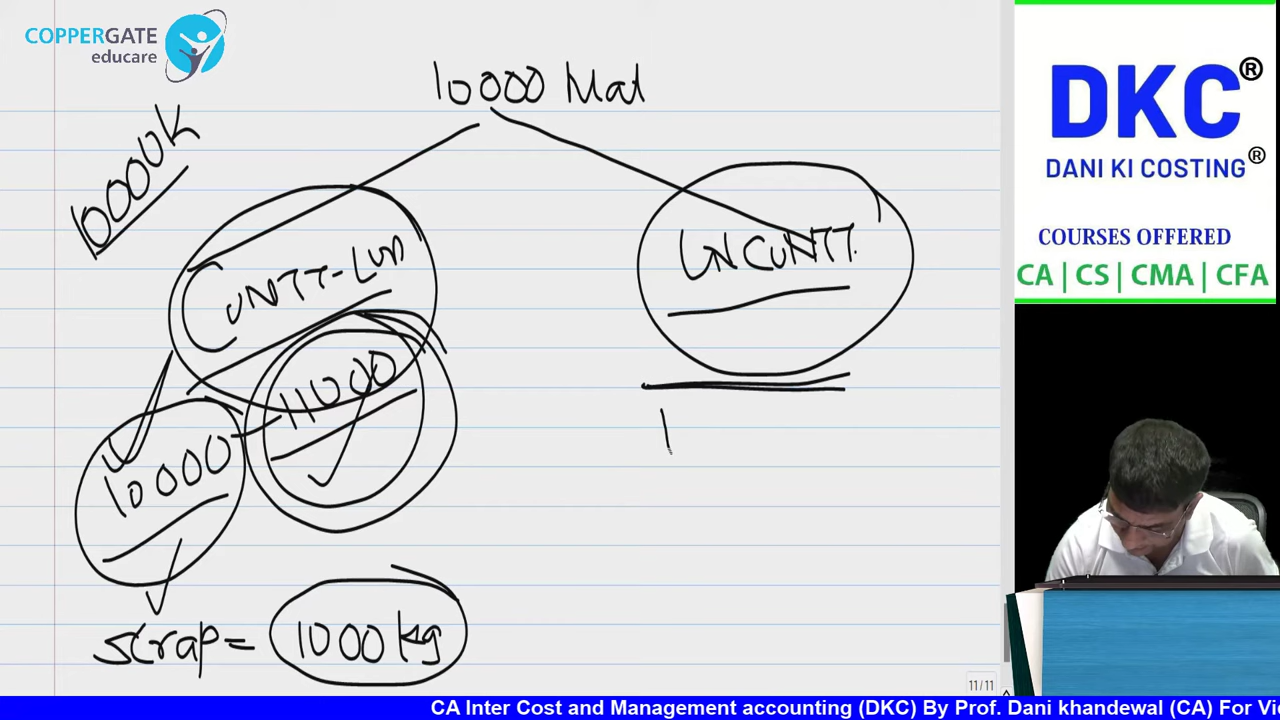 COPPERGATE
educare
10000 Mat
10000K
CONTT-LUN
UNCONTT.
11000
10000
1
scrap = 1000 kg
11/11
DKC®
DANI KI COSTING®
COURSES OFFERED
CA | CS | CMA | CFA
CA Inter Cost and Management accounting (DKC) By Prof. Dani khandewal (CA) For Vi